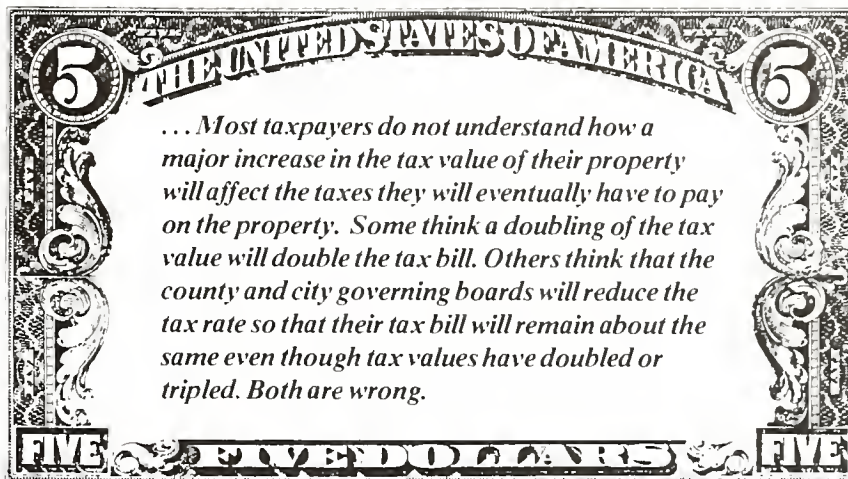 5 THE UNITED STATES OF AMERICA 5
...Most taxpayers do not understand how a
major increase in the tax value of their property
will affect the taxes they will eventually have to pay
on the property. Some think a doubling of the tax
value will double the tax bill. Others think that the
county and city governing boards will reduce the
tax rate so that their tax bill will remain about the
same even though tax values have doubled or
tripled. Both are wrong.
FIVE FIVE DOLLARS FIVE